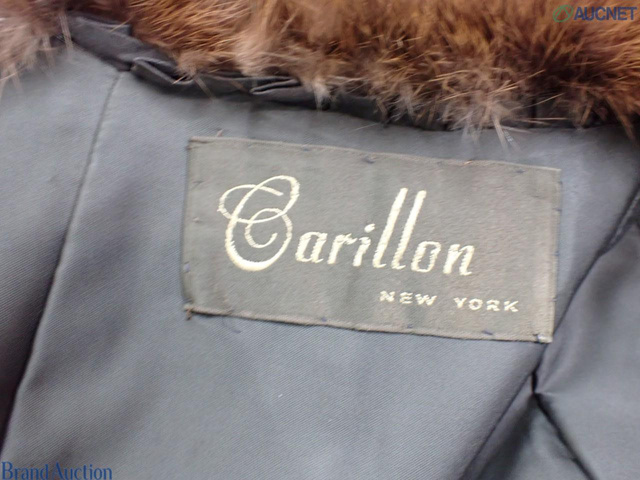 AUCNET
Carillon
NEW YORK
Brand Auction